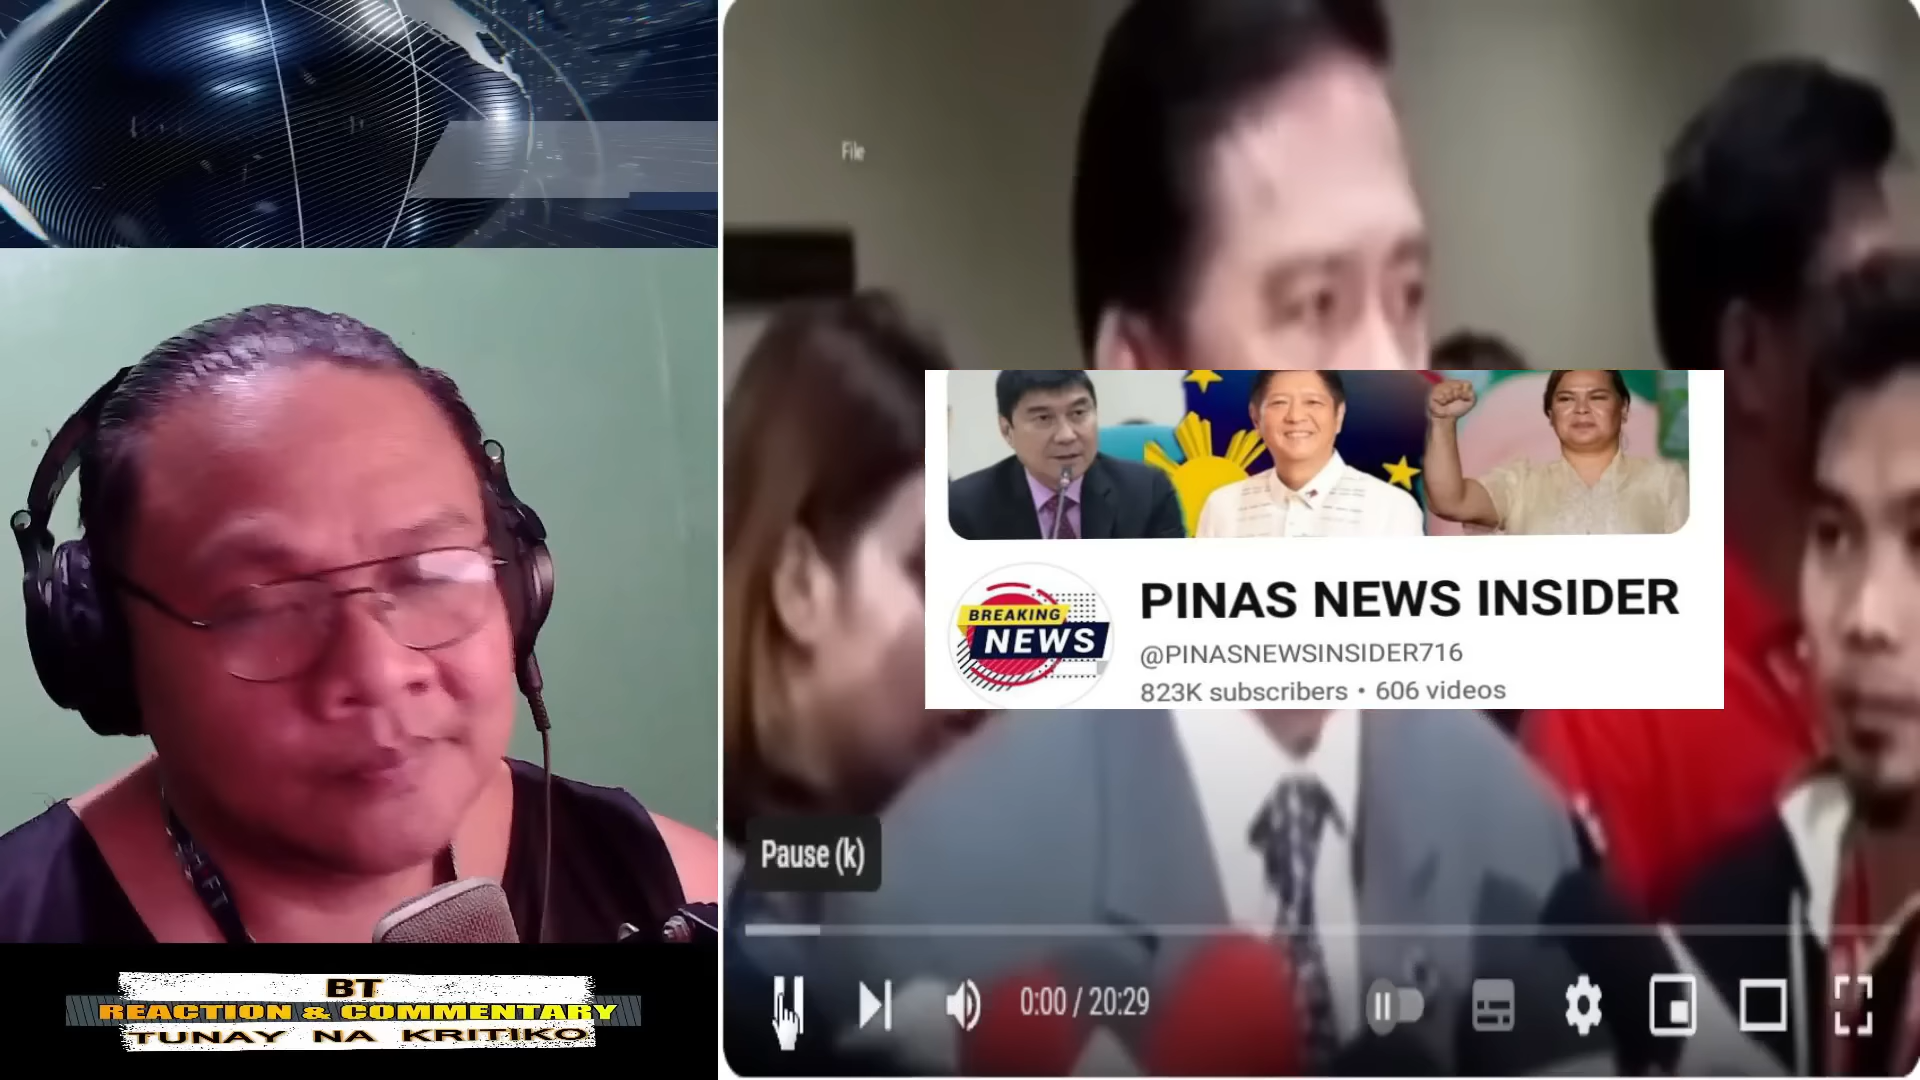 File
BREAKING
NEWS
PINAS NEWS INSIDER
@PINASNEWSINSIDER716
823K subscribers • 606 videos
Pause (k)
0:00 / 20:29
BT
REACTION & COMMENTARY
TUNAY NA KRITIKO